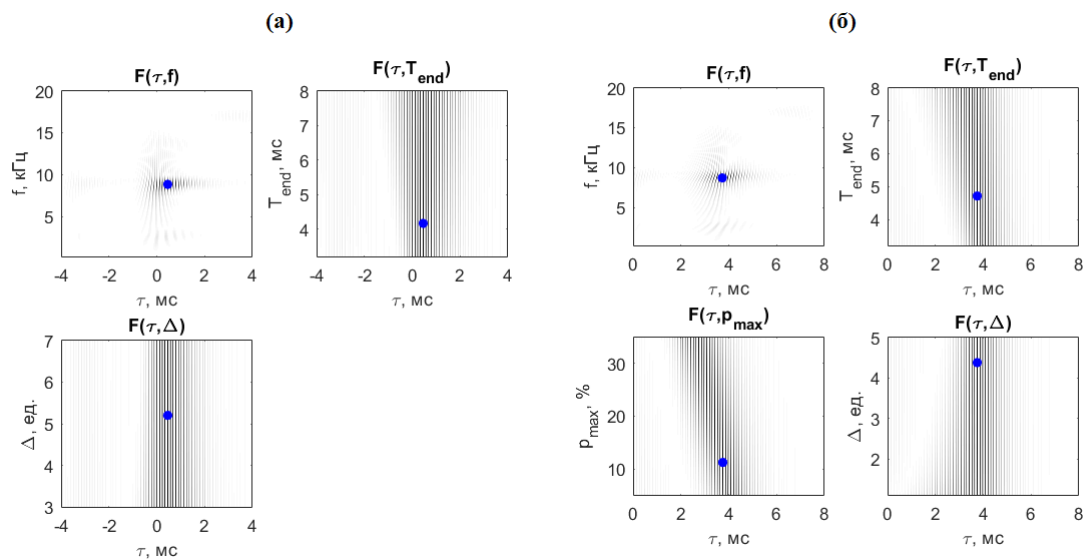 (а)
F(τ,f)
20
15
10
5
f, кГц
-4 -2 0 2 4
τ, мс
F(τ,T_end)
8
7
6
5
4
T_end, мс
-4 -2 0 2 4
τ, мс
F(τ,Δ)
7
6
5
4
3
Δ, ед.
-4 -2 0 2 4
τ, мс
(б)
F(τ,f)
20
15
10
5
f, кГц
0 2 4 6 8
τ, мс
F(τ,T_end)
8
7
6
5
4
T_end, мс
0 2 4 6 8
τ, мс
F(τ,p_max)
30
20
10
p_max, %
0 2 4 6 8
τ, мс
F(τ,Δ)
5
4
3
2
Δ, ед.
0 2 4 6 8
τ, мс